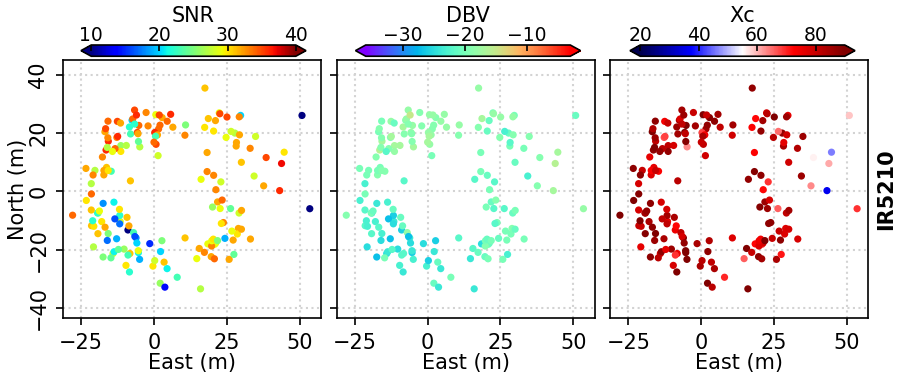 SNR DBV Xc
10 20 30 40 −30 −20 −10 20 40 60 80
North (m)
40
20
0
−20
−40
−25 0 25 50 −25 0 25 50 −25 0 25 50
East (m) East (m) East (m)
IR5210